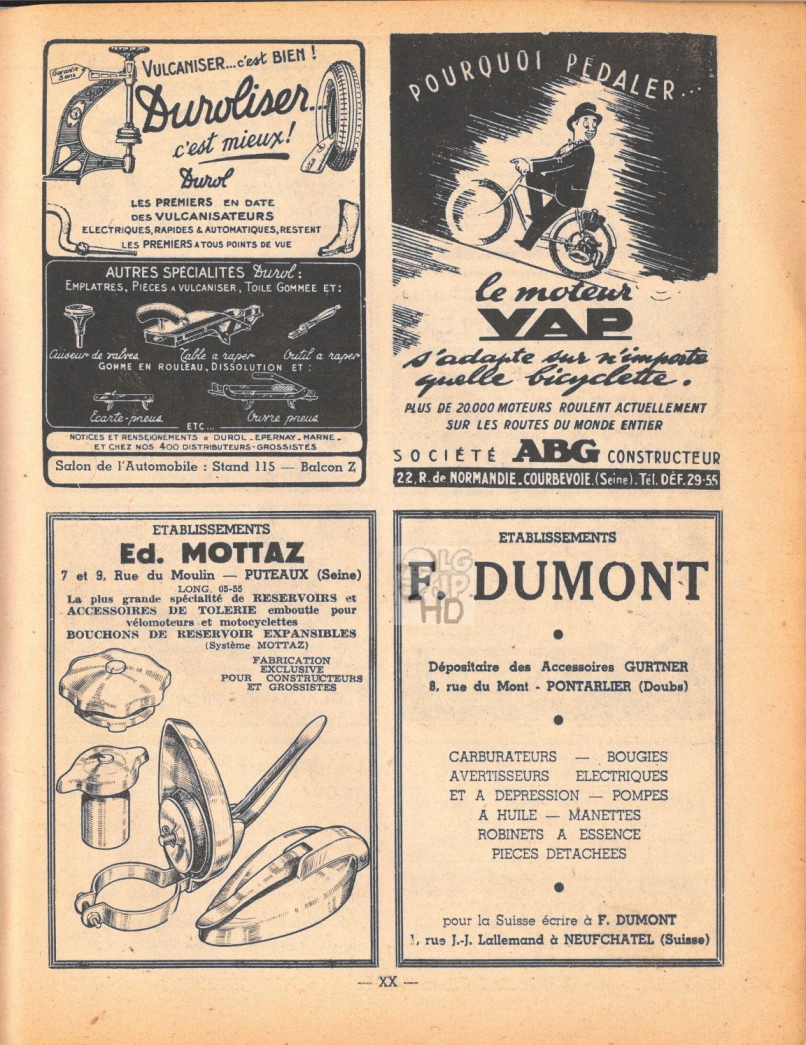 Garantie
5 ans
VULCANISER...c'est BIEN !
Duroliser...
c'est mieux!
Durol
LES PREMIERS EN DATE
DES VULCANISATEURS
ELECTRIQUES, RAPIDES & AUTOMATIQUES, RESTENT
LES PREMIERS A TOUS POINTS DE VUE
AUTRES SPÉCIALITÉS Durol :
EMPLATRES, PIECES A VULCANISER, TOILE GOMMÉE ET :
Cuiseur de valves Table a raper Outil a raper
GOMME EN ROULEAU, DISSOLUTION ET :
Ecarte-pneus Ouvre pneus
ETC...
NOTICES ET RENSEIGNEMENTS a DUROL - EPERNAY - MARNE -
ET CHEZ NOS 400 DISTRIBUTEURS-GROSSISTES
Salon de l'Automobile : Stand 115 — Balcon Z
POURQUOI PÉDALER...
le moteur
VAP
s'adapte sur n'importe
quelle bicyclette.
PLUS DE 20.000 MOTEURS ROULENT ACTUELLEMENT
SUR LES ROUTES DU MONDE ENTIER
SOCIÉTÉ ABG CONSTRUCTEUR
22, R. de NORMANDIE_COURBEVOIE.(Seine). Tél. DÉF. 29-55
ETABLISSEMENTS
Ed. MOTTAZ
7 et 9, Rue du Moulin — PUTEAUX (Seine)
LONG. 05-55
La plus grande spécialité de RESERVOIRS et
ACCESSOIRES DE TOLERIE emboutie pour
vélomoteurs et motocyclettes
BOUCHONS DE RESERVOIR EXPANSIBLES
(Système MOTTAZ)
FABRICATION
EXCLUSIVE
POUR CONSTRUCTEURS
ET GROSSISTES
ETABLISSEMENTS
F. DUMONT
HD
Dépositaire des Accessoires GURTNER
8, rue du Mont - PONTARLIER (Doubs)
CARBURATEURS — BOUGIES
AVERTISSEURS ELECTRIQUES
ET A DEPRESSION — POMPES
A HUILE — MANETTES
ROBINETS A ESSENCE
PIECES DETACHEES
pour la Suisse écrire à F. DUMONT
1, rue J.-J. Lallemand à NEUFCHATEL (Suisse)
— XX —